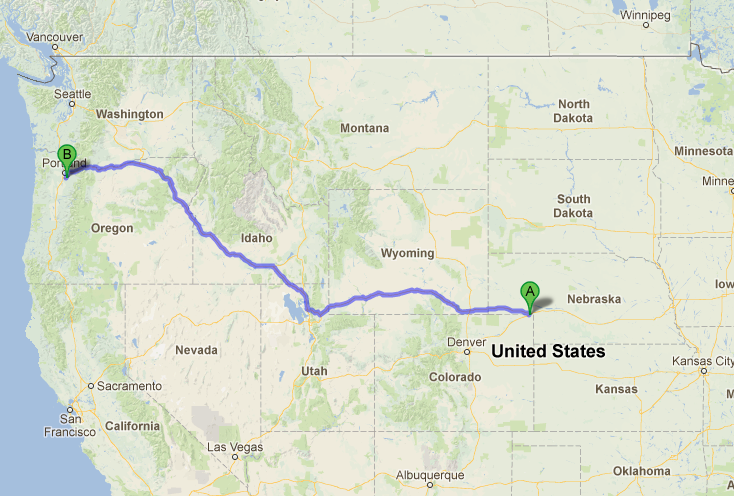 Winnipeg
Vancouver
Seattle
Washington
North
Dakota
Montana
Minnesota
B
Minne
South
Dakota
Oregon
Idaho
Wyoming
A
Nebraska
Iow
Denver
United States
Nevada
Utah
Colorado
Kansas City
Kansas
Sacramento
San
Francisco
California
Las Vegas
Oklahoma
Albuquerque
M